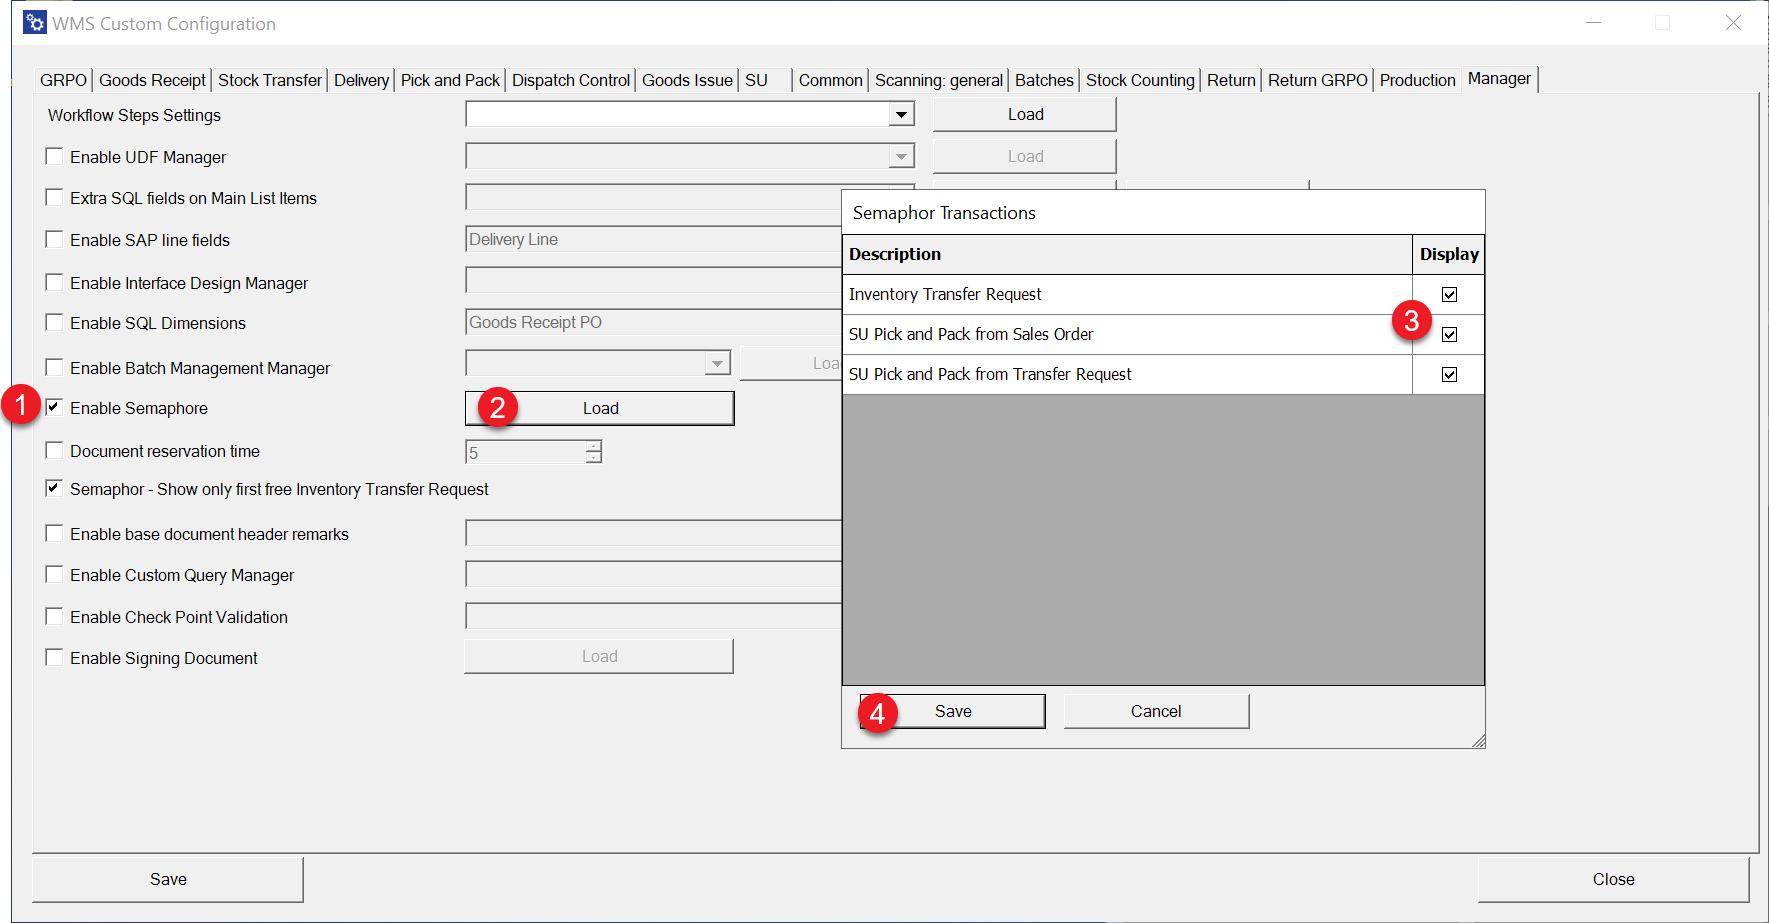 WMS Custom Configuration
GRPO Goods Receipt Stock Transfer Delivery Pick and Pack Dispatch Control Goods Issue SU Common Scanning: general Batches Stock Counting Return Return GRPO Production Manager
Workflow Steps Settings Load
Enable UDF Manager Load
Extra SQL fields on Main List Items
Enable SAP line fields Delivery Line
Enable Interface Design Manager
Enable SQL Dimensions Goods Receipt PO
Enable Batch Management Manager
1 Enable Semaphore 2 Load
Document reservation time 5
Semaphor - Show only first free Inventory Transfer Request
Enable base document header remarks
Enable Custom Query Manager
Enable Check Point Validation
Enable Signing Document Load
Semaphor Transactions
Description Display
Inventory Transfer Request
3
SU Pick and Pack from Sales Order
SU Pick and Pack from Transfer Request
4 Save Cancel
Save Close